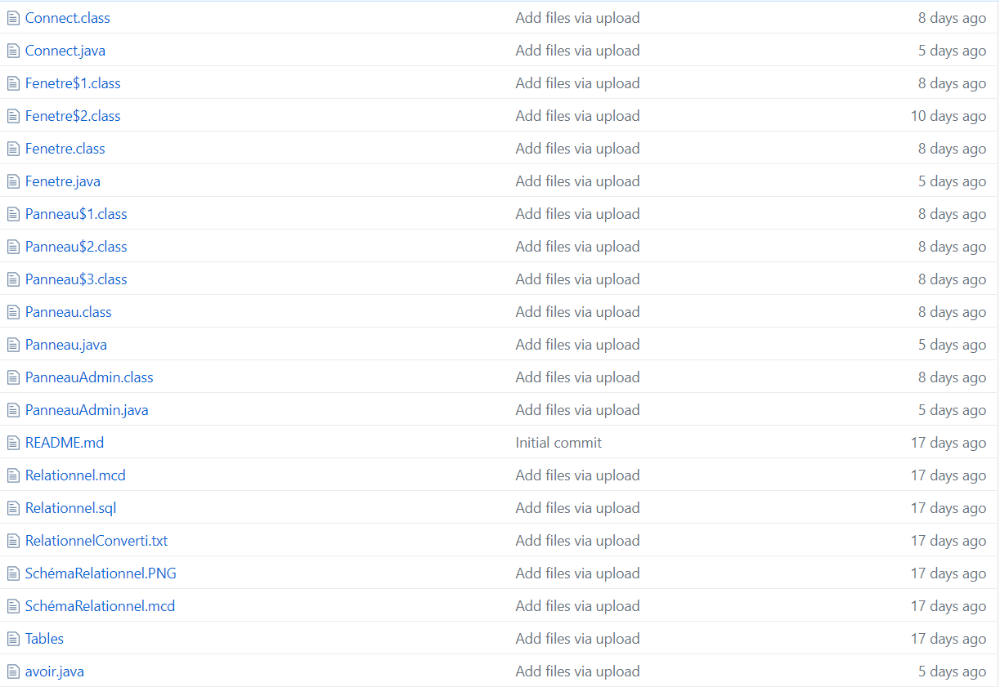 Connect.class Add files via upload 8 days ago
Connect.java Add files via upload 5 days ago
Fenetre$1.class Add files via upload 8 days ago
Fenetre$2.class Add files via upload 10 days ago
Fenetre.class Add files via upload 8 days ago
Fenetre.java Add files via upload 5 days ago
Panneau$1.class Add files via upload 8 days ago
Panneau$2.class Add files via upload 8 days ago
Panneau$3.class Add files via upload 8 days ago
Panneau.class Add files via upload 8 days ago
Panneau.java Add files via upload 5 days ago
PanneauAdmin.class Add files via upload 8 days ago
PanneauAdmin.java Add files via upload 5 days ago
README.md Initial commit 17 days ago
Relationnel.mcd Add files via upload 17 days ago
Relationnel.sql Add files via upload 17 days ago
RelationnelConverti.txt Add files via upload 17 days ago
SchémaRelationnel.PNG Add files via upload 17 days ago
SchémaRelationnel.mcd Add files via upload 17 days ago
Tables Add files via upload 17 days ago
avoir.java Add files via upload 5 days ago